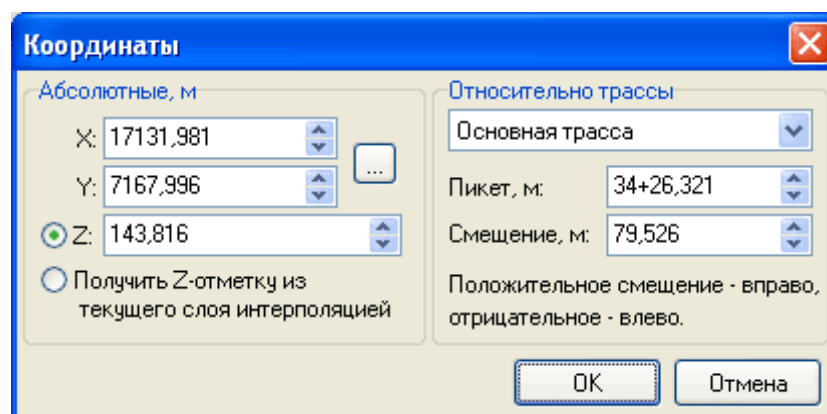 Координаты
Абсолютные, м
X: 17131,981
Y: 7167,996
...
Z: 143,816
Получить Z-отметку из
текущего слоя интерполяцией
Относительно трассы
Основная трасса
Пикет, м: 34+26,321
Смещение, м: 79,526
Положительное смещение - вправо,
отрицательное - влево.
OK
Отмена